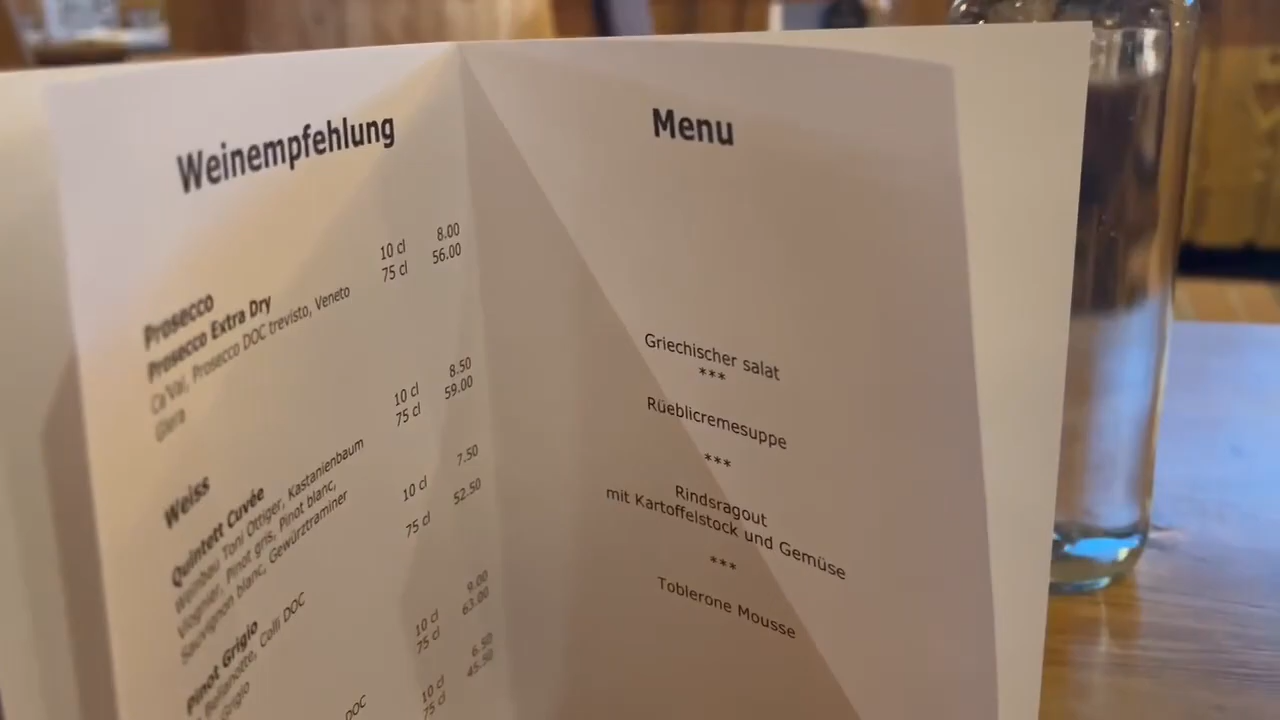 Weinempfehlung
10 cl 8.00
75 cl 56.00
Prosecco
Prosecco Extra Dry
Ca'Val, Prosecco DOC trevisto, Veneto
Glera
10 cl 8.50
75 cl 59.00
Weiss
Quintett Cuvée
Weinbau Toni Ottiger, Kastanienbaum
Viognier, Pinot gris, Pinot blanc,
Sauvignon blanc, Gewürztraminer
10 cl 7.50
75 cl 52.50
Pinot Grigio
Bellanotte, Colli DOC
Grigio
10 cl 9.00
75 cl 63.00
DOC
10 cl 6.50
75 cl 45.50
Menu
Griechischer salat
***
Rüeblicremesuppe
***
Rindsragout
mit Kartoffelstock und Gemüse
***
Toblerone Mousse